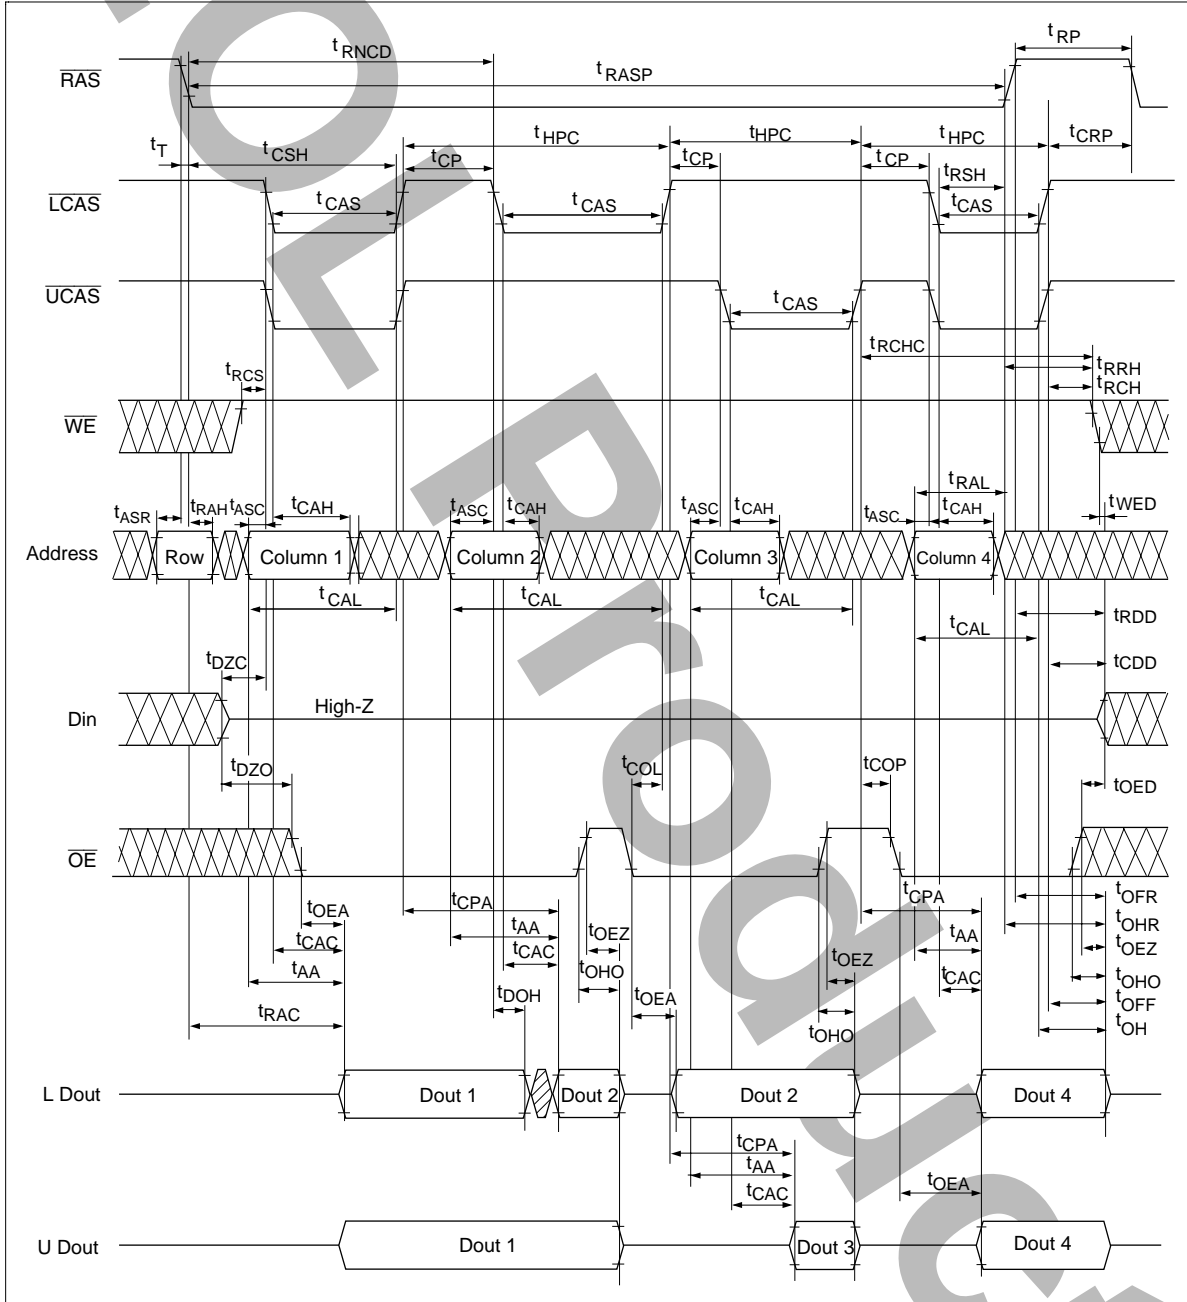 tRP
tRNCD
RAS
tRASP
tT
tCSH
tHPC
tHPC
tHPC
tCRP
tCP
tCP
tCP
tRSH
LCAS
tCAS
tCAS
tCAS
UCAS
tCAS
tRCHC
tRCS
tRRH
tRCH
WE
tRAL
tWED
tASR
tRAH
tASC
tCAH
tASC
tCAH
tASC
tCAH
tASC
tCAH
Address
Row
Column 1
Column 2
Column 3
Column 4
tCAL
tCAL
tCAL
tRDD
tCAL
tDZC
tCDD
Din
High-Z
tDZO
tCOL
tCOP
tOED
OE
tOEA
tCPA
tCPA
tOFR
tCAC
tAA
tOEZ
tAA
tOHR
tAA
tCAC
tOHO
tOEZ
tCAC
tOEZ
tRAC
tDOH
tOEA
tOHO
tOHO
tOFF
tOH
L Dout
Dout 1
Dout 2
Dout 2
Dout 4
tCPA
tAA
tCAC
tOEA
U Dout
Dout 1
Dout 3
Dout 4
OL Product